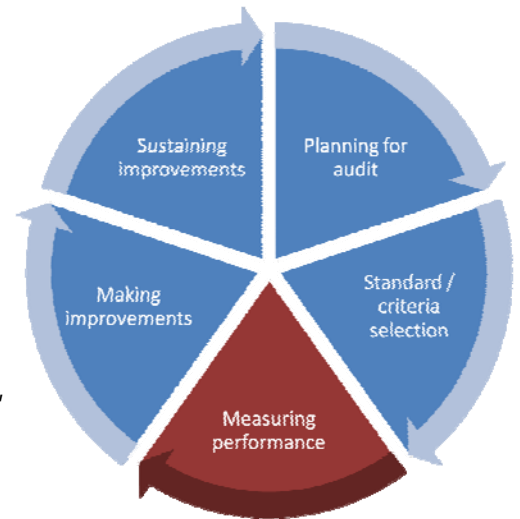 Planning for
audit
Standard /
criteria
selection
Measuring
performance
Making
improvements
Sustaining
improvements